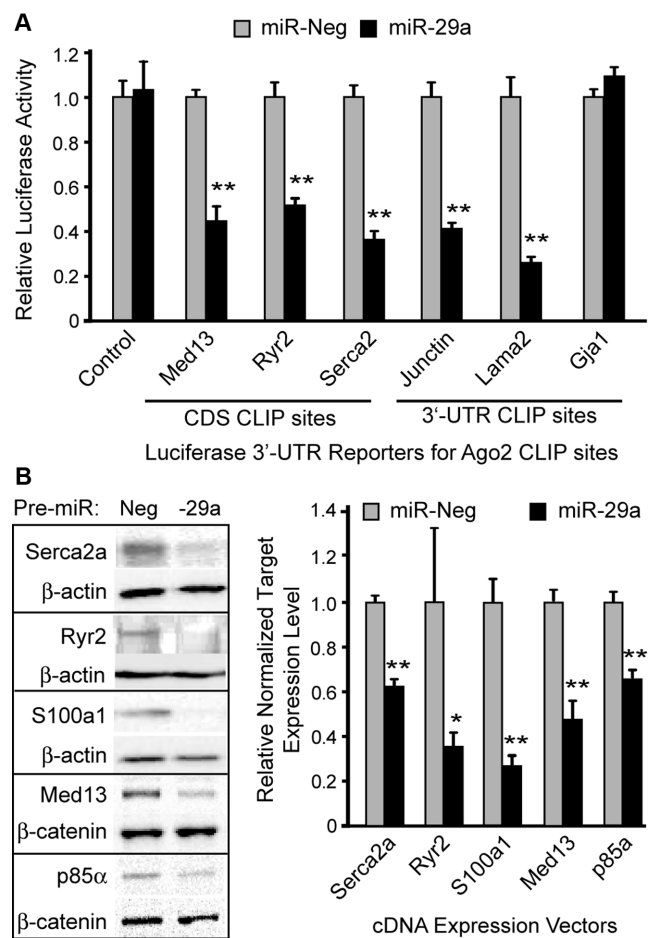 A
miR-Neg miR-29a
Relative Luciferase Activity
1.2
1.0
0.8
0.6
0.4
0.2
0
**
**
**
**
**
Control
Med13
Ryr2
Serca2
Junctin
Lama2
Gja1
CDS CLIP sites
3'-UTR CLIP sites
Luciferase 3'-UTR Reporters for Ago2 CLIP sites
B
Pre-miR: Neg -29a
Serca2a
β-actin
Ryr2
β-actin
S100a1
β-actin
Med13
β-catenin
p85α
β-catenin
miR-Neg miR-29a
Relative Normalized Target
Expression Level
1.4
1.2
1.0
0.8
0.6
0.4
0.2
0
**
*
**
**
**
Serca2a
Ryr2
S100a1
Med13
p85a
cDNA Expression Vectors